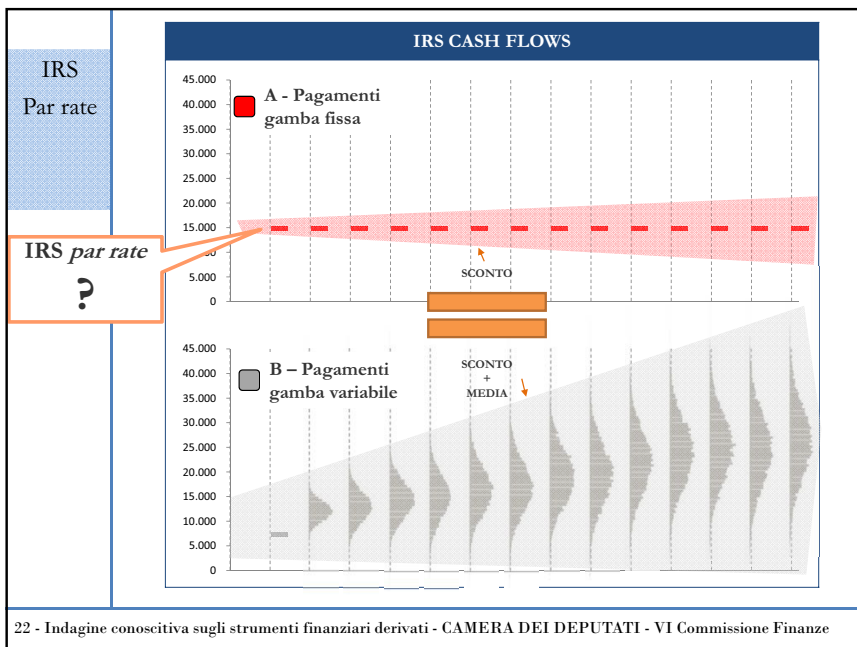 IRS
Par rate
IRS CASH FLOWS
45.000
40.000
35.000
30.000
25.000
20.000
15.000
10.000
5.000
0
A - Pagamenti
gamba fissa
SCONTO
IRS par rate
?
45.000
40.000
35.000
30.000
25.000
20.000
15.000
10.000
5.000
0
B – Pagamenti
gamba variabile
SCONTO
+
MEDIA
22 - Indagine conoscitiva sugli strumenti finanziari derivati - CAMERA DEI DEPUTATI - VI Commissione Finanze